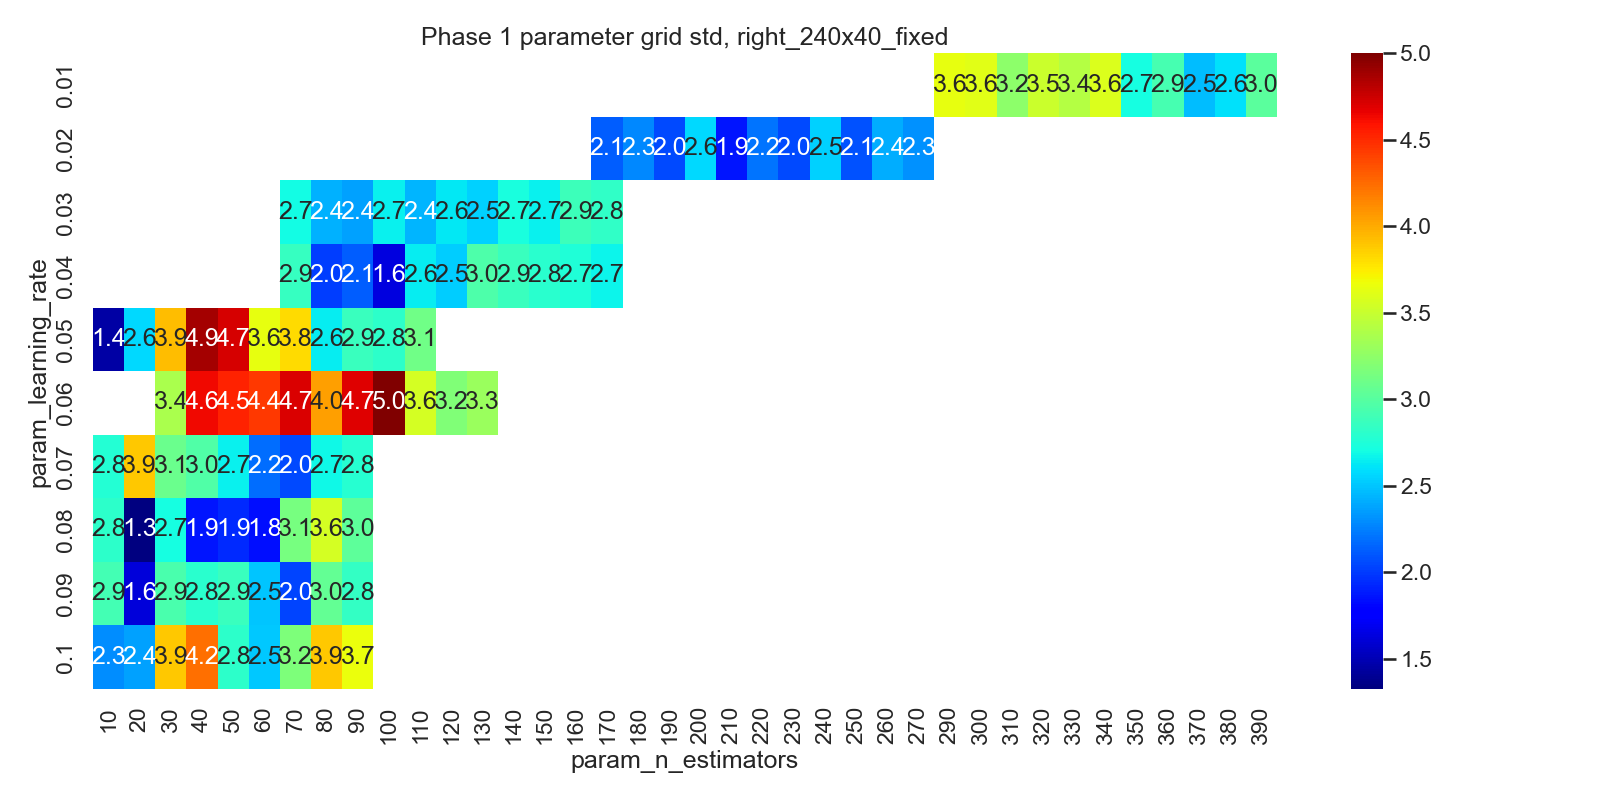 Phase 1 parameter grid std, right_240x40_fixed
param_learning_rate
0.01 3.6 3.6 3.2 3.5 3.4 3.6 2.7 2.9 2.5 2.6 3.0
0.02 2.1 2.3 2.0 2.6 1.9 2.2 2.0 2.5 2.1 2.4 2.3
0.03 2.7 2.4 2.4 2.7 2.4 2.6 2.5 2.7 2.7 2.9 2.8
0.04 2.9 2.0 2.1 1.6 2.6 2.5 3.0 2.9 2.8 2.7 2.7
0.05 1.4 2.6 3.9 4.9 4.7 3.6 3.8 2.6 2.9 2.8 3.1
0.06 3.4 4.6 4.5 4.4 4.7 4.0 4.7 5.0 3.6 3.2 3.3
0.07 2.8 3.9 3.1 3.0 2.7 2.2 2.0 2.7 2.8
0.08 2.8 1.3 2.7 1.9 1.9 1.8 3.1 3.6 3.0
0.09 2.9 1.6 2.9 2.8 2.9 2.5 2.0 3.0 2.8
0.1 2.3 2.4 3.9 4.2 2.8 2.5 3.2 3.9 3.7
10 20 30 40 50 60 70 80 90 100 110 120 130 140 150 160 170 180 190 200 210 220 230 240 250 260 270 290 300 310 320 330 340 350 360 370 380 390
param_n_estimators
5.0
4.5
4.0
3.5
3.0
2.5
2.0
1.5